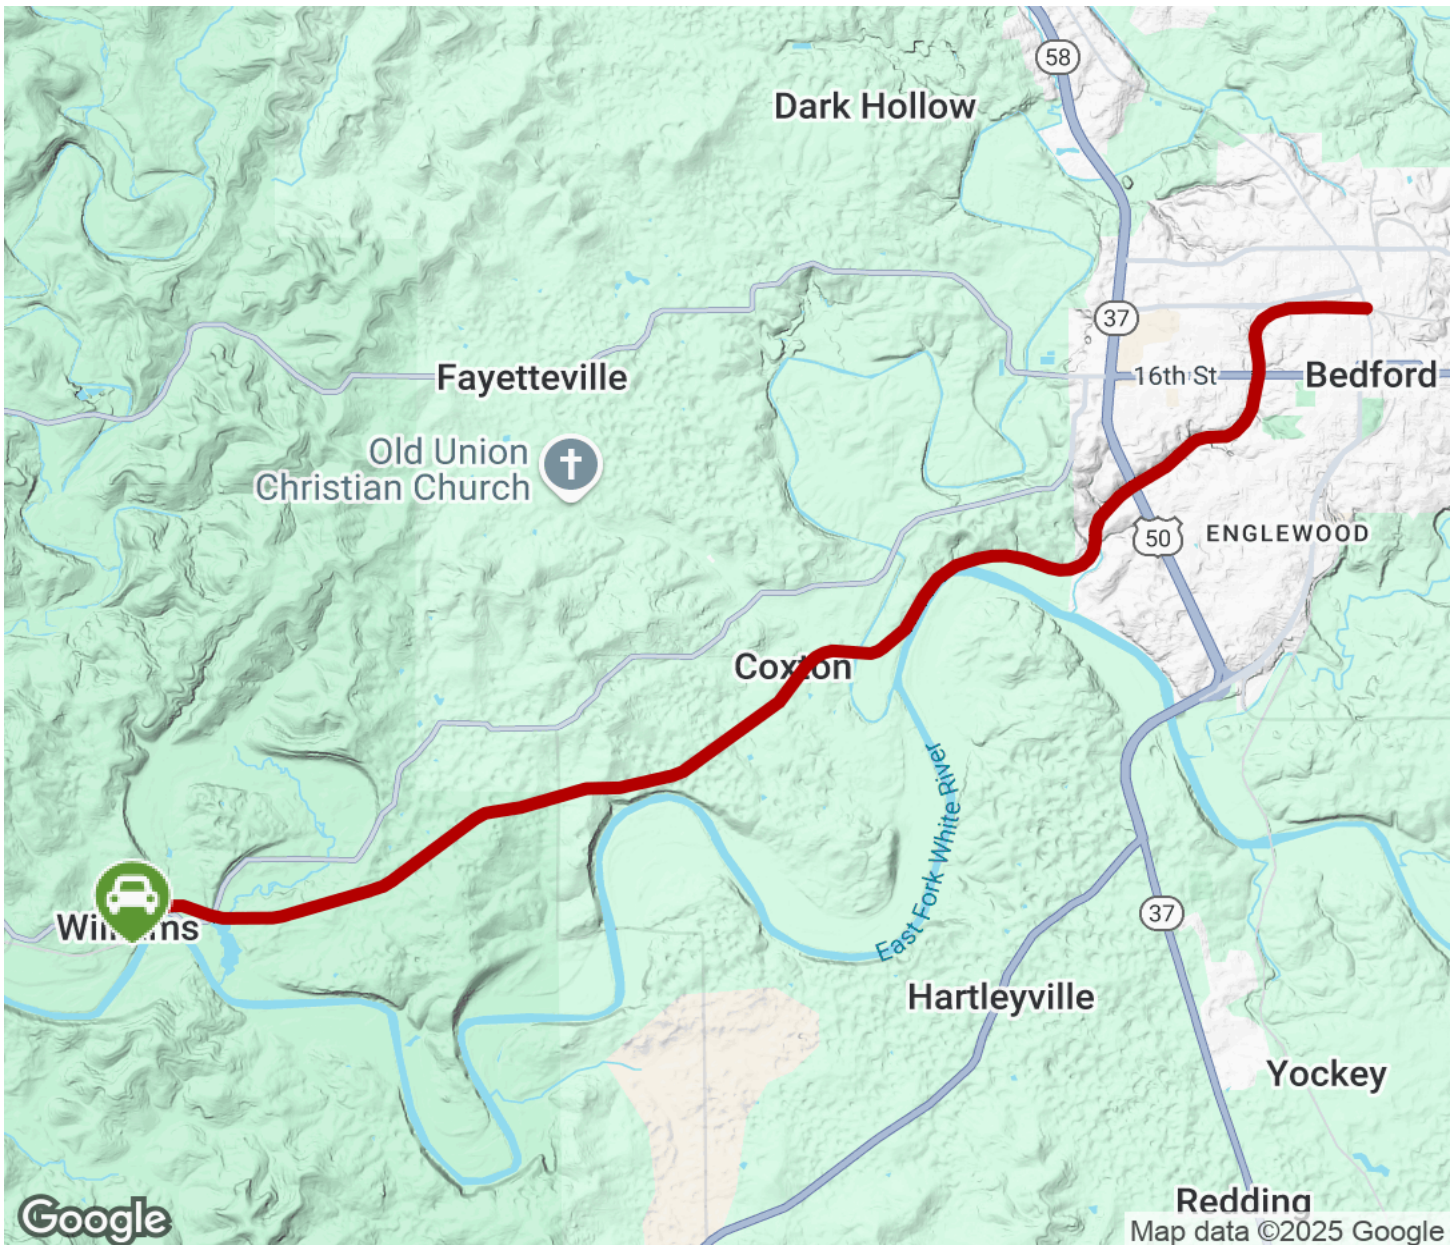 58
Dark Hollow
37
16th St
Bedford
Fayetteville
Old Union
Christian Church
50
ENGLEWOOD
Coxton
East Fork White River
Williams
37
Hartleyville
Yockey
Redding
Google
Map data ©2025 Google